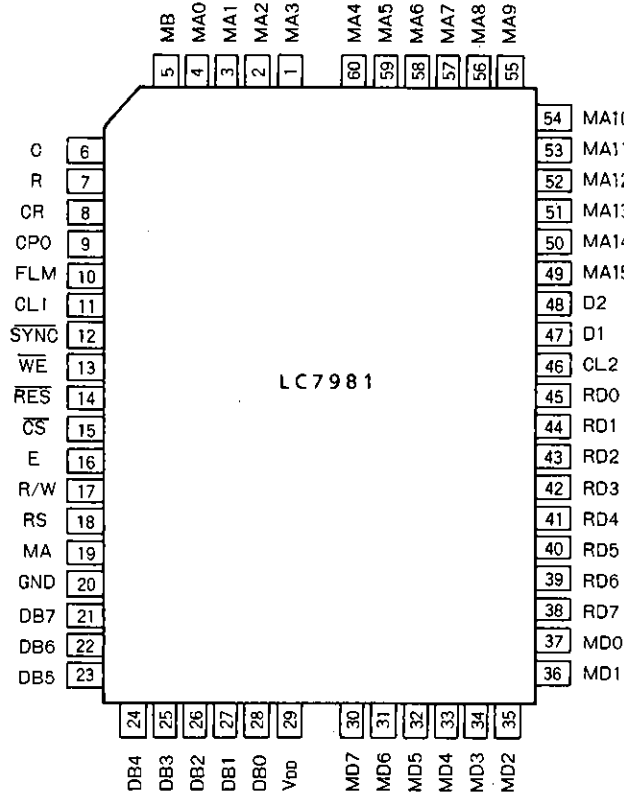 MB MA0 MA1 MA2 MA3 MA4 MA5 MA6 MA7 MA8 MA9
5 4 3 2 1 60 59 58 57 56 55
54 MA10
C 6 53 MA11
R 7 52 MA12
CR 8 51 MA13
CPO 9 50 MA14
FLM 10 49 MA15
CL1 11 48 D2
SYNC 12 47 D1
WE 13 46 CL2
RES 14 45 RD0
LC7981
CS 15 44 RD1
E 16 43 RD2
R/W 17 42 RD3
RS 18 41 RD4
MA 19 40 RD5
GND 20 39 RD6
DB7 21 38 RD7
DB6 22 37 MD0
DB5 23 36 MD1
24 25 26 27 28 29 30 31 32 33 34 35
DB4 DB3 DB2 DB1 DB0 VDD MD7 MD6 MD5 MD4 MD3 MD2